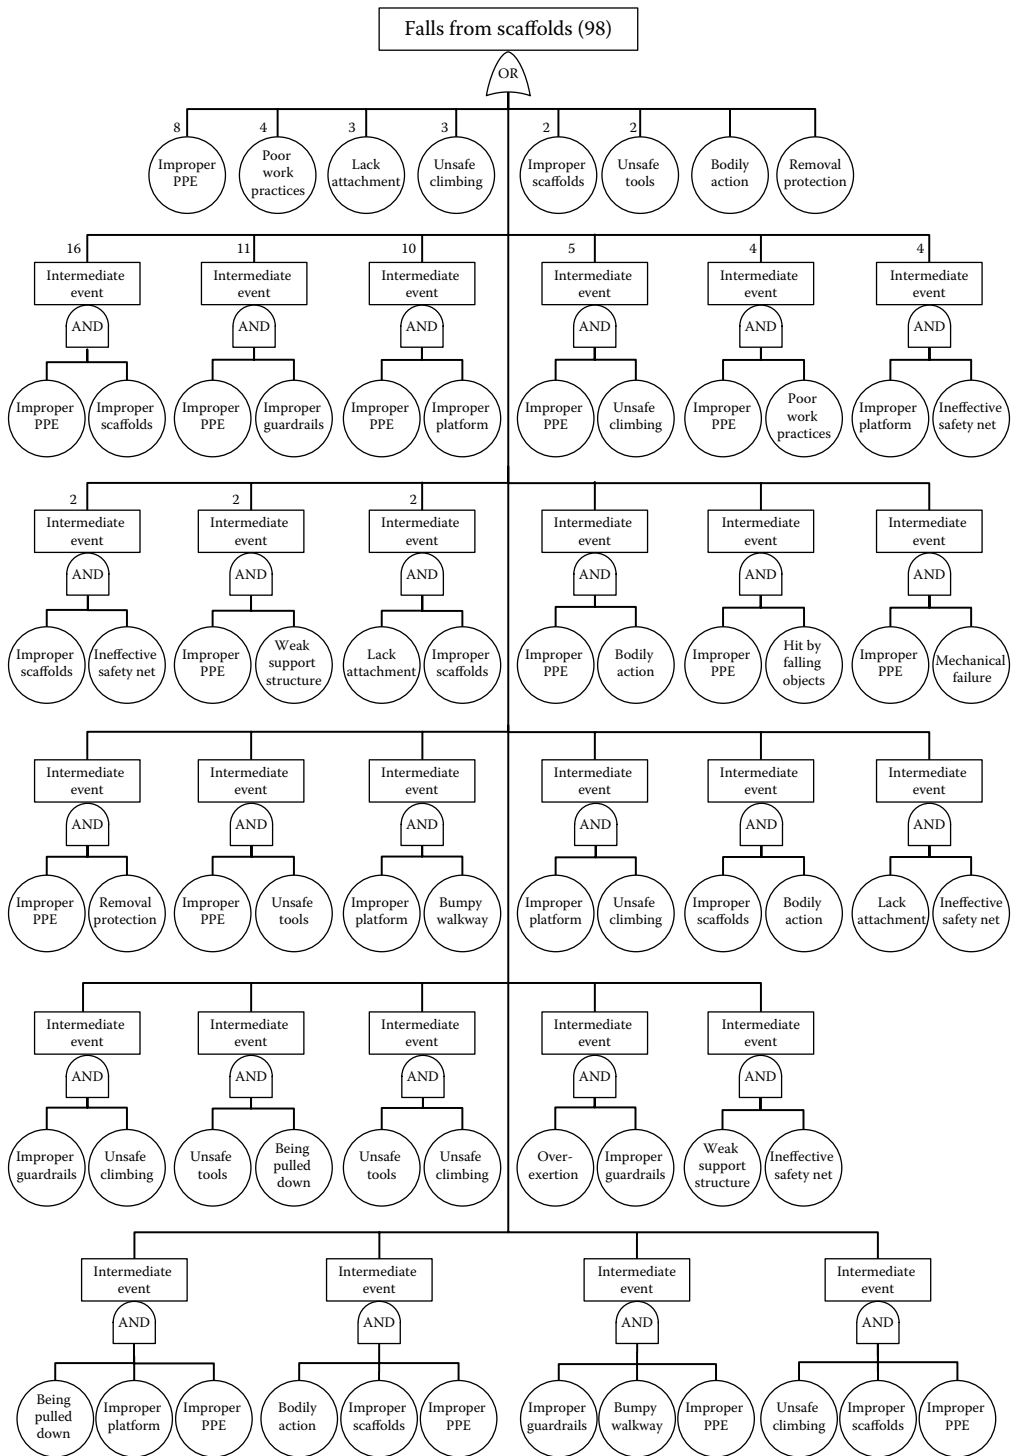 Falls from scaffolds (98)
OR
8
4
3
3
2
2
Improper
PPE
Poor
work
practices
Lack
attachment
Unsafe
climbing
Improper
scaffolds
Unsafe
tools
Bodily
action
Removal
protection
16
11
10
5
4
4
Intermediate
event
Intermediate
event
Intermediate
event
Intermediate
event
Intermediate
event
Intermediate
event
AND
AND
AND
AND
AND
AND
Improper
PPE
Improper
scaffolds
Improper
PPE
Improper
guardrails
Improper
PPE
Improper
platform
Improper
PPE
Unsafe
climbing
Improper
PPE
Poor
work
practices
Improper
platform
Ineffective
safety net
2
2
2
Intermediate
event
Intermediate
event
Intermediate
event
Intermediate
event
Intermediate
event
Intermediate
event
AND
AND
AND
AND
AND
AND
Improper
scaffolds
Ineffective
safety net
Improper
PPE
Weak
support
structure
Lack
attachment
Improper
scaffolds
Improper
PPE
Bodily
action
Improper
PPE
Hit by
falling
objects
Improper
PPE
Mechanical
failure
Intermediate
event
Intermediate
event
Intermediate
event
Intermediate
event
Intermediate
event
Intermediate
event
AND
AND
AND
AND
AND
AND
Improper
PPE
Removal
protection
Improper
PPE
Unsafe
tools
Improper
platform
Bumpy
walkway
Improper
platform
Unsafe
climbing
Improper
scaffolds
Bodily
action
Lack
attachment
Ineffective
safety net
Intermediate
event
Intermediate
event
Intermediate
event
Intermediate
event
Intermediate
event
AND
AND
AND
AND
AND
Improper
guardrails
Unsafe
climbing
Unsafe
tools
Being
pulled
down
Unsafe
tools
Unsafe
climbing
Over-
exertion
Improper
guardrails
Weak
support
structure
Ineffective
safety net
Intermediate
event
Intermediate
event
Intermediate
event
Intermediate
event
AND
AND
AND
AND
Being
pulled
down
Improper
platform
Improper
PPE
Bodily
action
Improper
scaffolds
Improper
PPE
Improper
guardrails
Bumpy
walkway
Improper
PPE
Unsafe
climbing
Improper
scaffolds
Improper
PPE